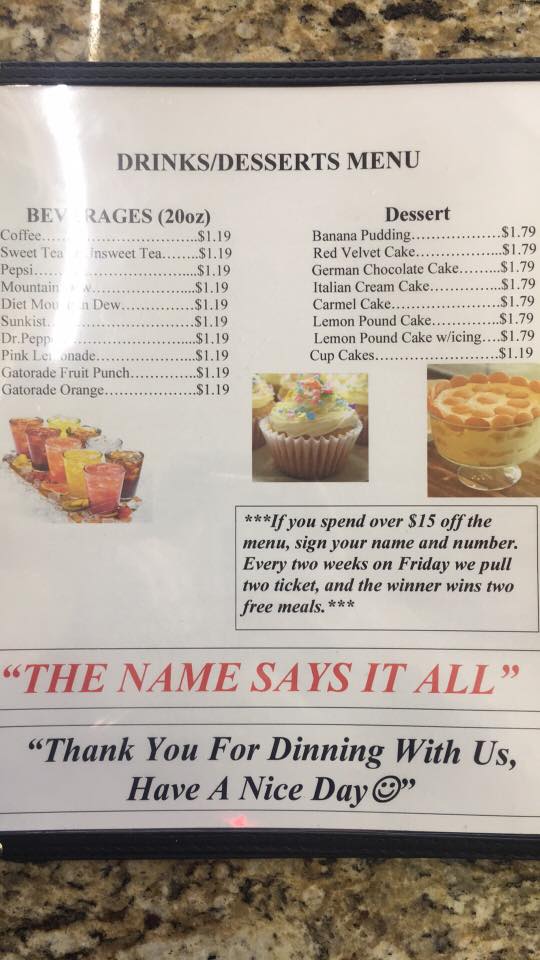 DRINKS/DESSERTS MENU
BEV RAGES (20oz)
Coffee.................................$1.19
Sweet Tea Unsweet Tea.......$1.19
Pepsi...................................$1.19
Mountain w......................$1.19
Diet Moun in Dew...............$1.19
Sunkist................................$1.19
Dr.Pepp..............................$1.19
Pink Le onade....................$1.19
Gatorade Fruit Punch...........$1.19
Gatorade Orange..................$1.19
Dessert
Banana Pudding..................$1.79
Red Velvet Cake.................$1.79
German Chocolate Cake........$1.79
Italian Cream Cake..............$1.79
Carmel Cake......................$1.79
Lemon Pound Cake.............$1.79
Lemon Pound Cake w/icing....$1.79
Cup Cakes.........................$1.19
***If you spend over $15 off the
menu, sign your name and number.
Every two weeks on Friday we pull
two ticket, and the winner wins two
free meals.***
“THE NAME SAYS IT ALL”
“Thank You For Dinning With Us,
Have A Nice Day☺”